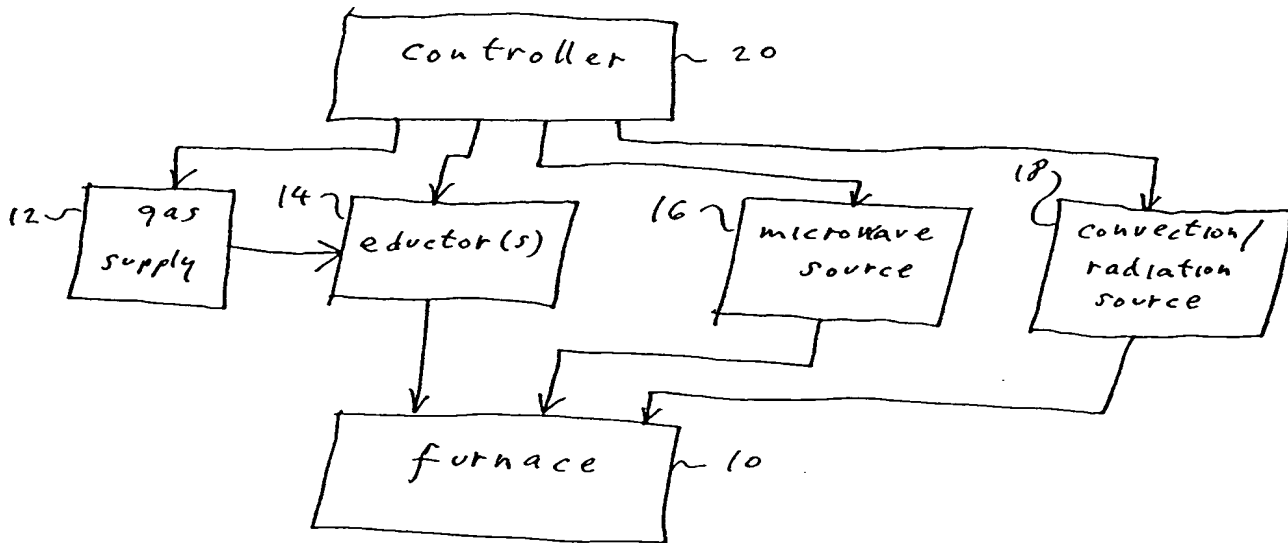 controller
20
12
gas
supply
14
eductor(s)
16
microwave
source
18
convection/
radiation
source
furnace
10